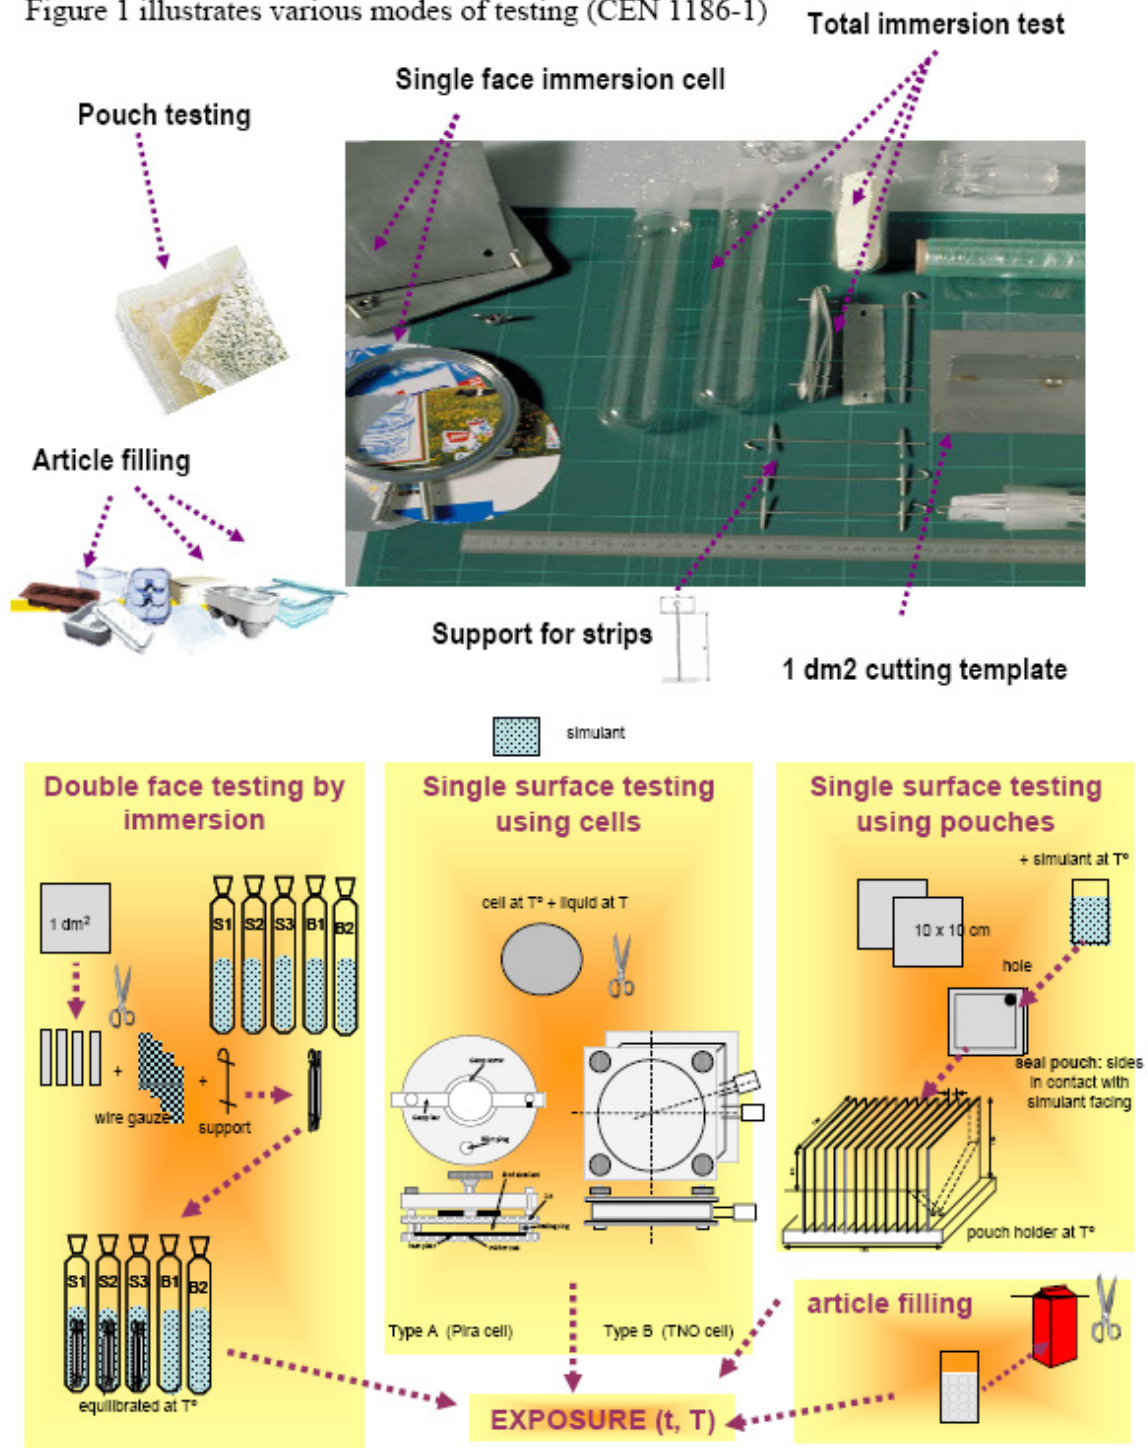 Figure 1 illustrates various modes of testing (CEN 1186-1)
Total immersion test
Single face immersion cell
Pouch testing
Article filling
Support for strips
1 dm2 cutting template
simulant
Double face testing by
immersion
1 dm²
S1 S2 S3 B1 B2
+
wire gauze
+
support
S1 S2 S3 B1 B2
equilibrated at T°
Single surface testing
using cells
cell at T° + liquid at T
Type A (Pira cell)
Type B (TNO cell)
Single surface testing
using pouches
+ simulant at T°
10 x 10 cm
hole
seal pouch: sides
in contact with
simulant facing
pouch holder at T°
article filling
EXPOSURE (t, T)